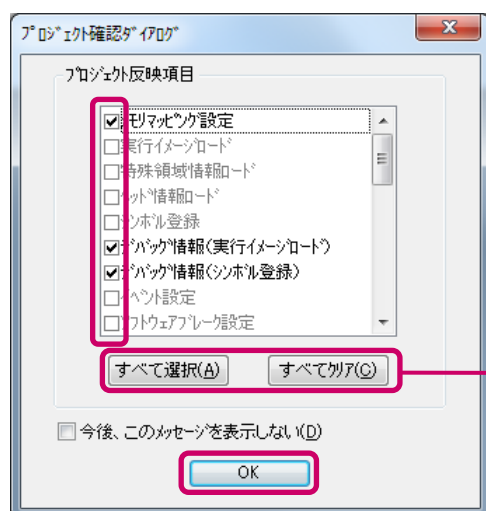 ﾌﾟﾛｼﾞｪｸﾄ確認ﾀﾞｲｱﾛｸﾞ
ﾌﾟﾛｼﾞｪｸﾄ反映項目
ﾒﾓﾘﾏｯﾋﾟﾝｸﾞ設定
実行ｲﾒｰｼﾞﾛｰﾄﾞ
特殊領域情報ﾛｰﾄﾞ
情報ﾛｰﾄﾞ
ｼﾝﾎﾞﾙ登録
ﾃﾞﾊﾞｯｸﾞ情報(実行ｲﾒｰｼﾞﾛｰﾄﾞ)
ﾃﾞﾊﾞｯｸﾞ情報(ｼﾝﾎﾞﾙ登録)
ｲﾍﾞﾝﾄ設定
ｿﾌﾄｳｪｱﾌﾞﾚｰｸ設定
すべて選択(A) すべてｸﾘｱ(C)
今後、このﾒｯｾｰｼﾞを表示しない(D)
OK